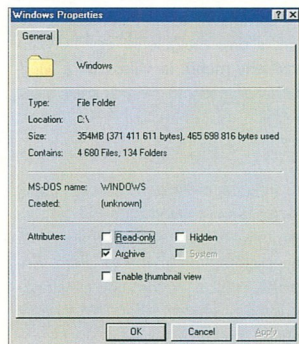 Windows Properties
General
Windows
Type: File Folder
Location: C:\
Size: 354MB (371 411 611 bytes), 465 698 816 bytes used
Contains: 4 680 Files, 134 Folders
MS-DOS name: WINDOWS
Created: (unknown)
Attributes: Read-only Hidden
Archive System
Enable thumbnail view
OK Cancel Apply